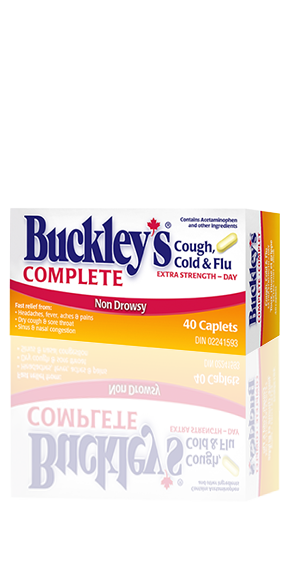 Contains Acetaminophen
and other ingredients
Buckley's®
Cough,
Cold & Flu
COMPLETE
EXTRA STRENGTH – DAY
Non Drowsy
Fast relief from:
• Headaches, fever, aches & pains
• Dry cough & sore throat
• Sinus & nasal congestion
40 Caplets
DIN 02241593
Buckley's